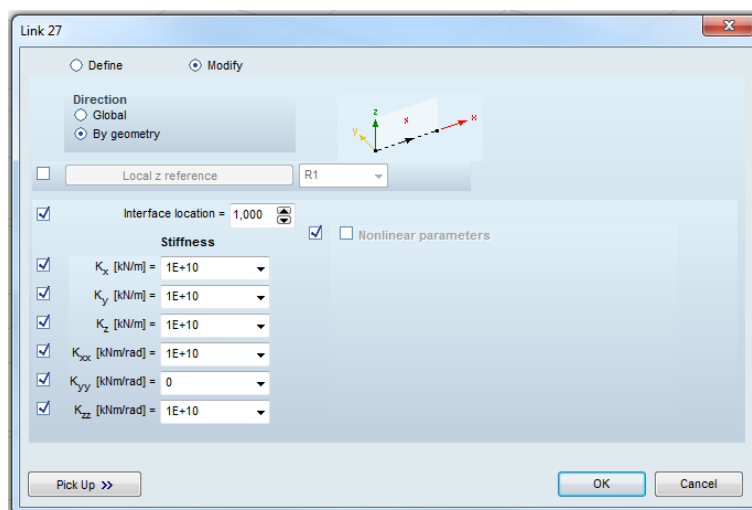 Link 27
Define Modify
Direction
Global
By geometry
z
y x x
Local z reference R1
Interface location = 1,000
Stiffness
Nonlinear parameters
Kx [kN/m] = 1E+10
Ky [kN/m] = 1E+10
Kz [kN/m] = 1E+10
Kxx [kNm/rad] = 1E+10
Kyy [kNm/rad] = 0
Kzz [kNm/rad] = 1E+10
Pick Up >> OK Cancel